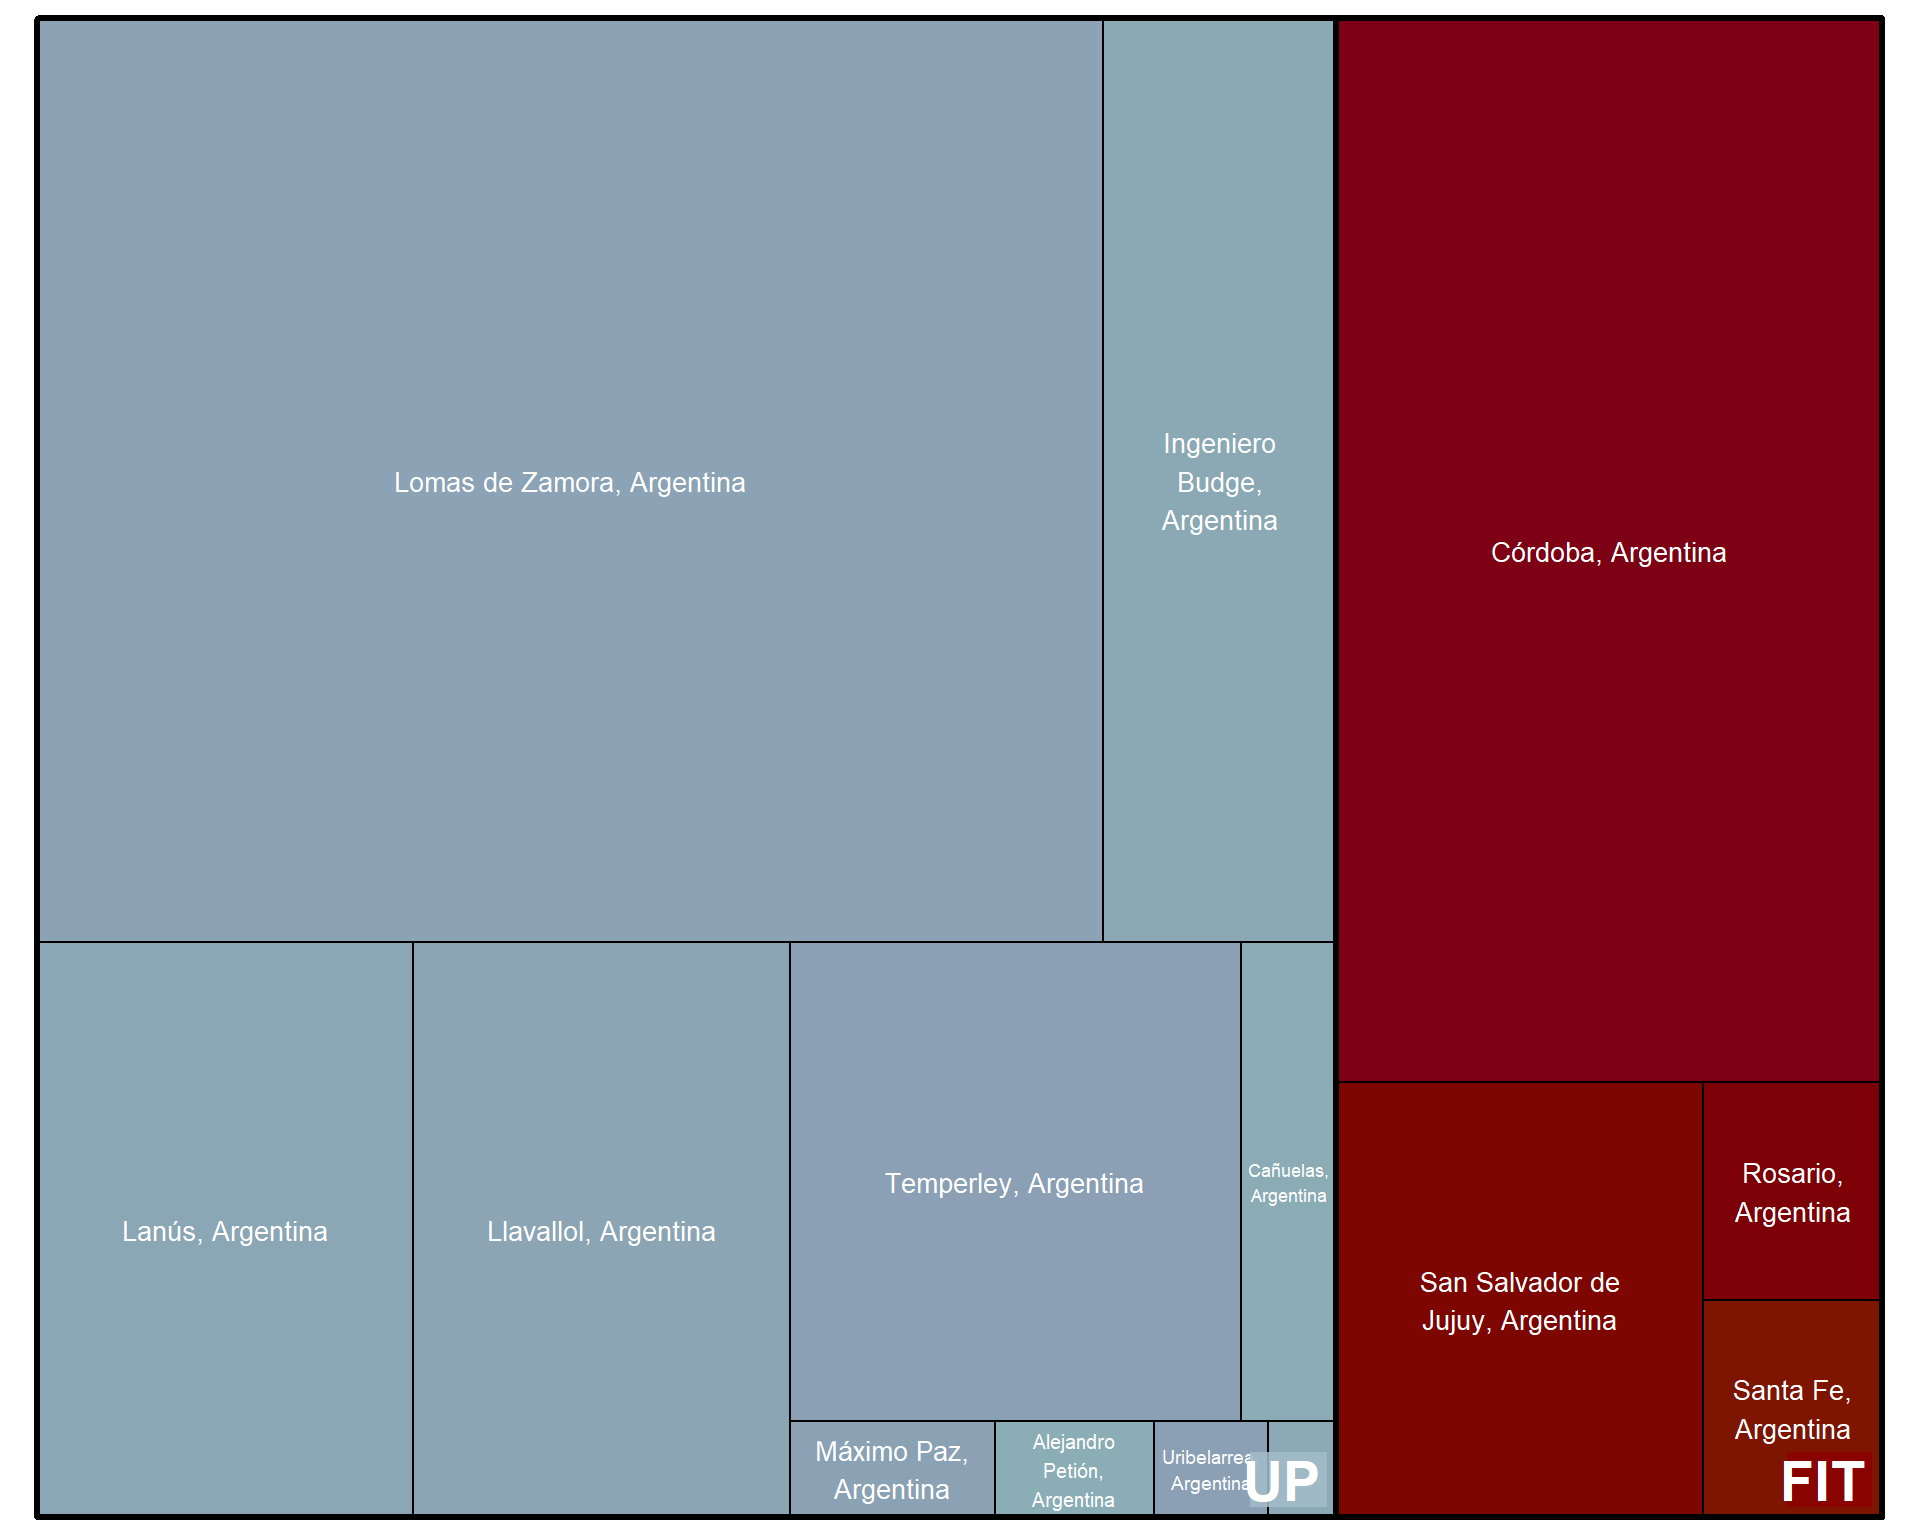 Lomas de Zamora, Argentina
Ingeniero
Budge,
Argentina
Córdoba, Argentina
Lanús, Argentina
Llavallol, Argentina
Temperley, Argentina
Cañuelas,
Argentina
Máximo Paz,
Argentina
Alejandro
Petión,
Argentina
Uribelarrea,
Argentina
UP
San Salvador de
Jujuy, Argentina
Rosario,
Argentina
Santa Fe,
Argentina
FIT